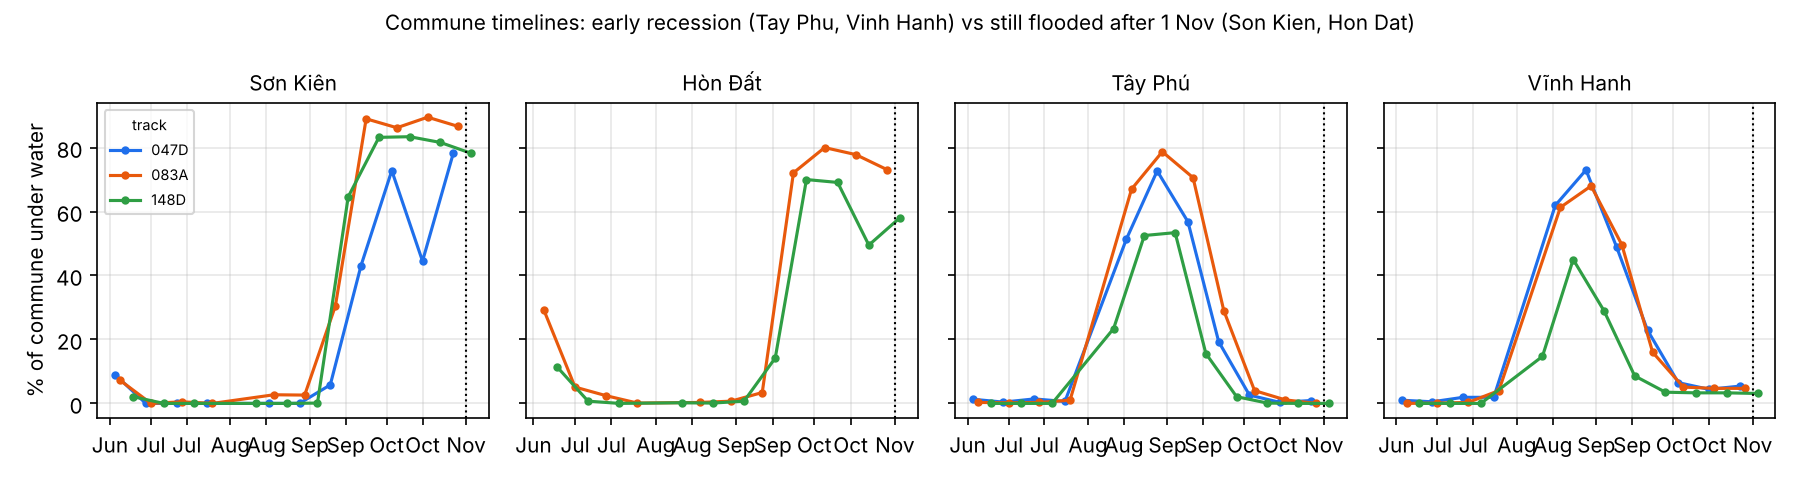 Commune timelines: early recession (Tay Phu, Vinh Hanh) vs still flooded after 1 Nov (Son Kien, Hon Dat)
Sơn Kiên
Hòn Đất
Tây Phú
Vĩnh Hanh
% of commune under water
80
60
40
20
0
track
047D
083A
148D
Jun Jul Jul Aug Aug Sep Sep Oct Oct Nov
Jun Jul Jul Aug Aug Sep Sep Oct Oct Nov
Jun Jul Jul Aug Aug Sep Sep Oct Oct Nov
Jun Jul Jul Aug Aug Sep Sep Oct Oct Nov